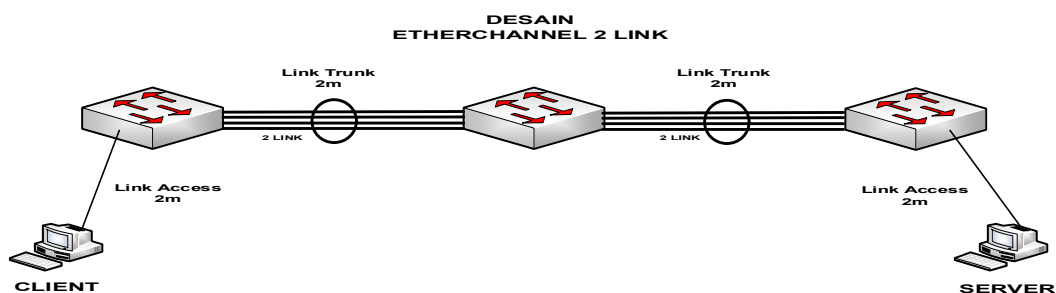 DESAIN
ETHERCHANNEL 2 LINK
Link Trunk
2m
Link Trunk
2m
2 LINK
2 LINK
Link Access
2m
Link Access
2m
CLIENT
SERVER